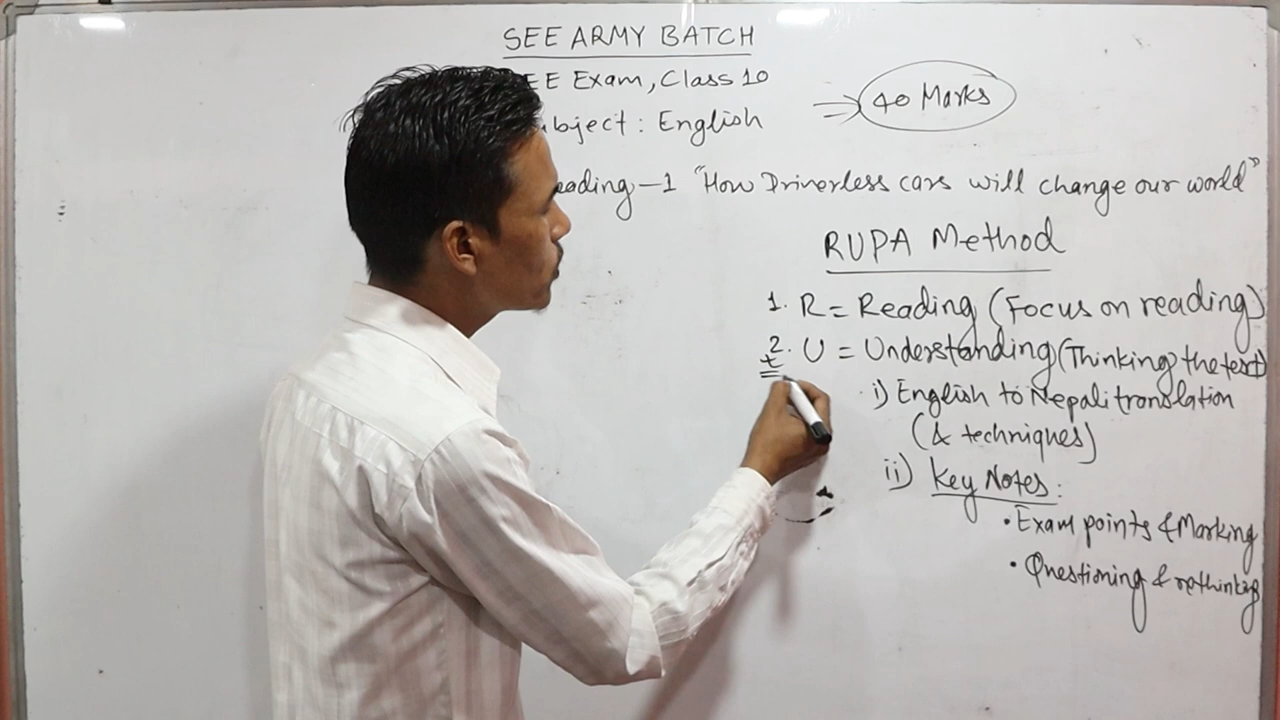 SEE ARMY BATCH
EE Exam, Class 10
bject : English
⇒ 40 Marks
eading-1 "How Driverless cars will change our world"
RUPA Method
1. R = Reading (Focus on reading)
2. U = Understanding (Thinking the text)
i) English to Nepali translation
(& techniques)
ii) Key Notes:
• Exam points & Marking
• Questioning & rethinking